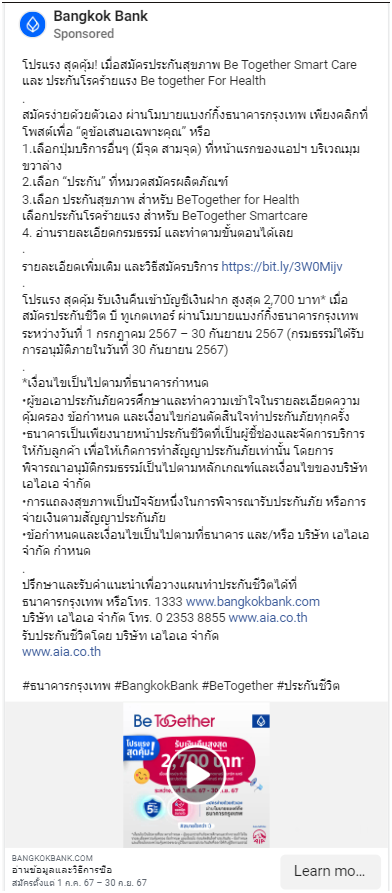 Bangkok Bank
Sponsored
โปรแรง สุดคุ้ม! เมื่อสมัครประกันสุขภาพ Be Together Smart Care
และ ประกันโรคร้ายแรง Be together For Health
.
สมัครง่ายด้วยตัวเอง ผ่านโมบายแบงก์กิ้งธนาคารกรุงเทพ เพียงคลิกที่
โพสต์เพื่อ “ดูข้อเสนอเฉพาะคุณ” หรือ
1.เลือกปุ่มบริการอื่นๆ (มีจุด สามจุด) ที่หน้าแรกของแอปฯ บริเวณมุม
ขวาล่าง
2.เลือก “ประกัน” ที่หมวดสมัครผลิตภัณฑ์
3.เลือก ประกันสุขภาพ สำหรับ BeTogether for Health
เลือกประกันโรคร้ายแรง สำหรับ BeTogether Smartcare
4. อ่านรายละเอียดกรมธรรม์ และทำตามขั้นตอนได้เลย
.
รายละเอียดเพิ่มเติม และวิธีสมัครบริการ https://bit.ly/3W0Mijv
.
โปรแรง สุดคุ้ม รับเงินคืนเข้าบัญชีเงินฝาก สูงสุด 2,700 บาท* เมื่อ
สมัครประกันชีวิต บี ทูเกตเทอร์ ผ่านโมบายแบงก์กิ้งธนาคารกรุงเทพ
ระหว่างวันที่ 1 กรกฎาคม 2567 – 30 กันยายน 2567 (กรมธรรม์ได้รับ
การอนุมัติภายในวันที่ 30 กันยายน 2567)
.
*เงื่อนไขเป็นไปตามที่ธนาคารกำหนด
•ผู้ขอเอาประกันภัยควรศึกษาและทำความเข้าใจในรายละเอียดความ
คุ้มครอง ข้อกำหนด และเงื่อนไขก่อนตัดสินใจทำประกันภัยทุกครั้ง
•ธนาคารเป็นเพียงนายหน้าประกันชีวิตที่เป็นผู้ชี้ช่องและจัดการบริการ
ให้กับลูกค้า เพื่อให้เกิดการทำสัญญาประกันภัยเท่านั้น โดยการ
พิจารณาอนุมัติกรมธรรม์เป็นไปตามหลักเกณฑ์และเงื่อนไขของบริษัท
เอไอเอ จำกัด
•การแถลงสุขภาพเป็นปัจจัยหนึ่งในการพิจารณารับประกันภัย หรือการ
จ่ายเงินตามสัญญาประกันภัย
•ข้อกำหนดและเงื่อนไขเป็นไปตามที่ธนาคาร และ/หรือ บริษัท เอไอเอ
จำกัด กำหนด
.
ปรึกษาและรับคำแนะนำเพื่อวางแผนทำประกันชีวิตได้ที่
ธนาคารกรุงเทพ หรือโทร. 1333 www.bangkokbank.com
บริษัท เอไอเอ จำกัด โทร. 0 2353 8855 www.aia.co.th
รับประกันชีวิตโดย บริษัท เอไอเอ จำกัด
www.aia.co.th
#ธนาคารกรุงเทพ #BangkokBank #BeTogether #ประกันชีวิต
Be ToGether
โปรแรง
สุดคุ้ม!
รับเงินคืนสูงสุด
2,700 บาท*
BANGKOKBANK.COM
อ่านข้อมูลและวิธีการซื้อ
สมัครตั้งแต่ 1 ก.ค. 67 – 30 ก.ย. 67
Learn mo...